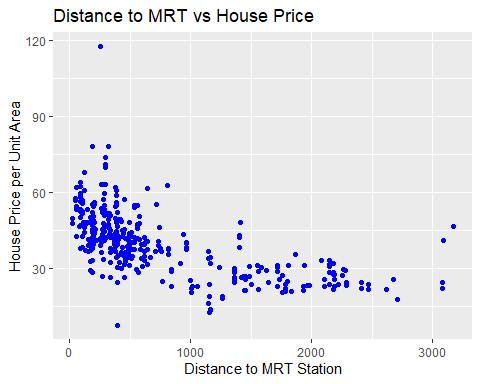 Distance to MRT vs House Price
House Price per Unit Area
120
90
60
30
0
1000
2000
3000
Distance to MRT Station